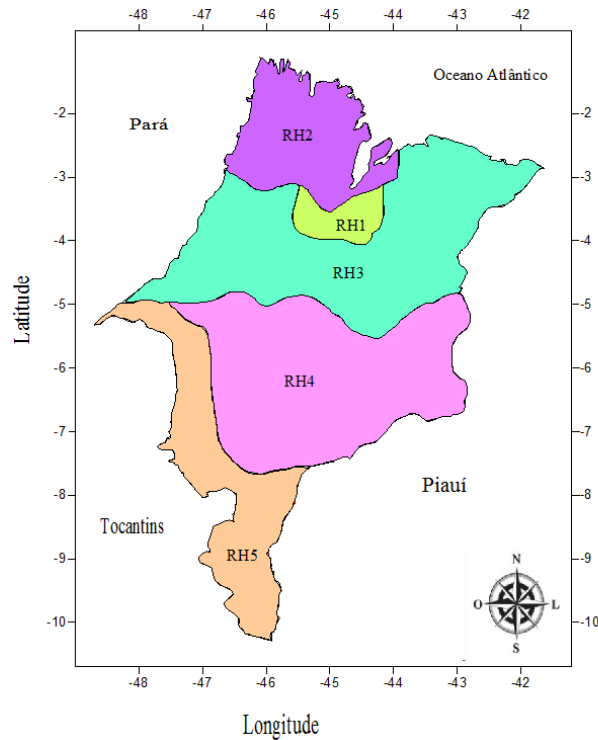 -48 -47 -46 -45 -44 -43 -42
Oceano Atlântico
-2 -2
Pará
RH2
-3 -3
RH1
-4 -4
RH3
Latitude
-5 -5
-6 -6
RH4
-7 -7
Piauí
-8 -8
Tocantins
RH5
-9 -9
N
O L
S
-10 -10
-48 -47 -46 -45 -44 -43 -42
Longitude